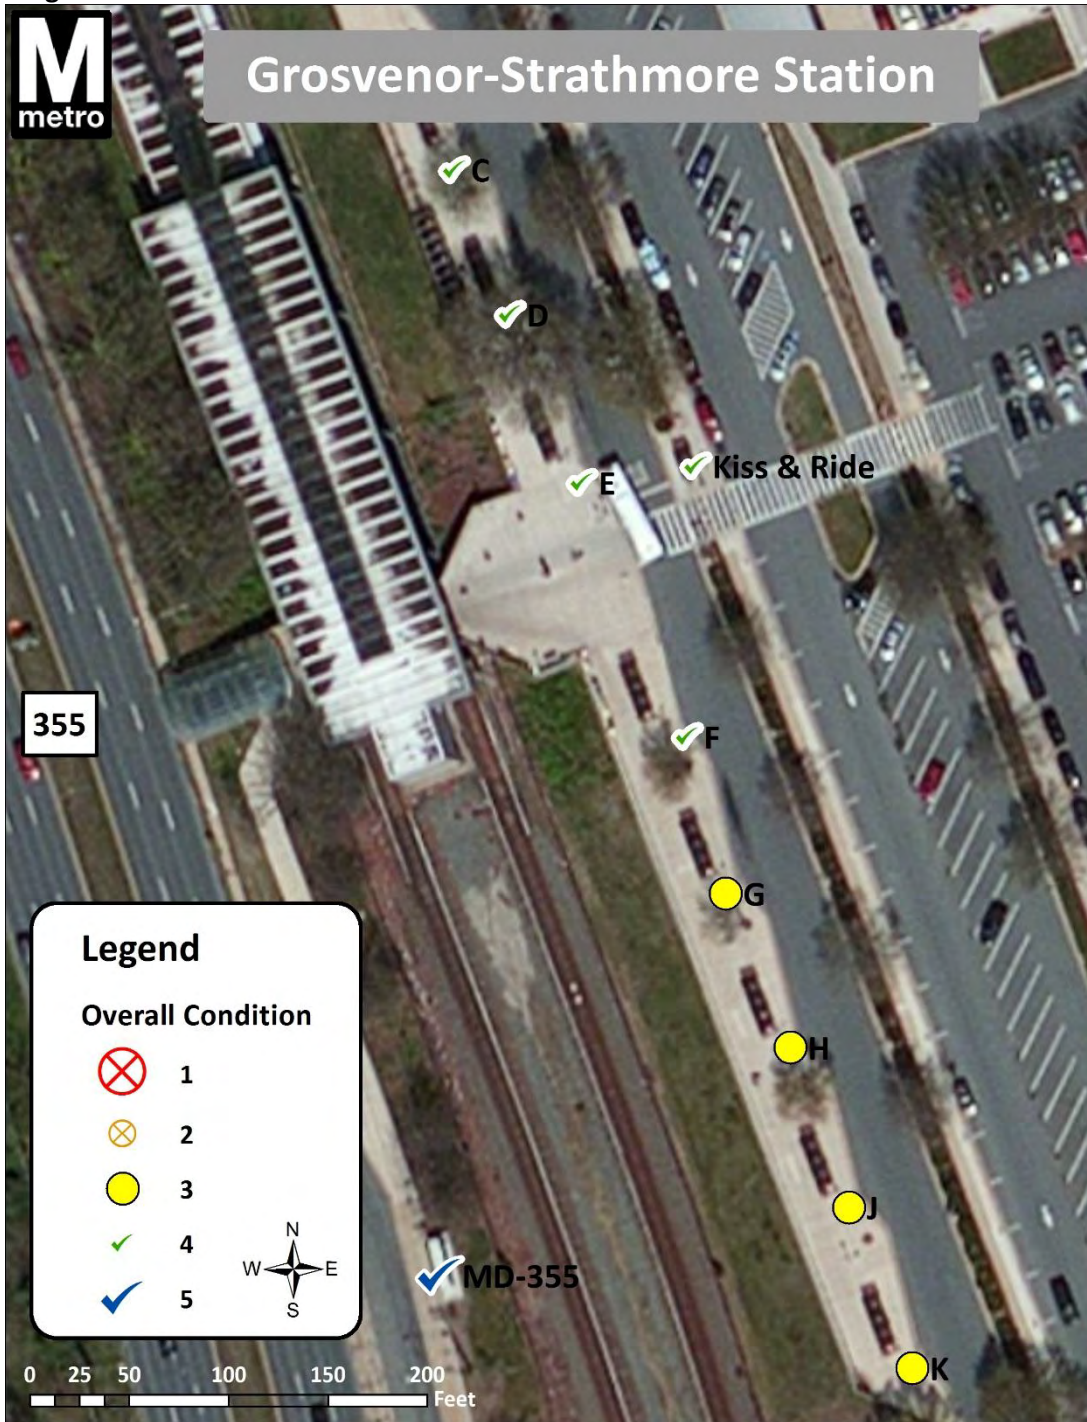 M
metro
Grosvenor-Strathmore Station
C
D
Kiss & Ride
E
355
F
G
H
J
MD-355
K
Legend
Overall Condition
1
2
3
4
5
N
W E
S
0 25 50 100 150 200
Feet